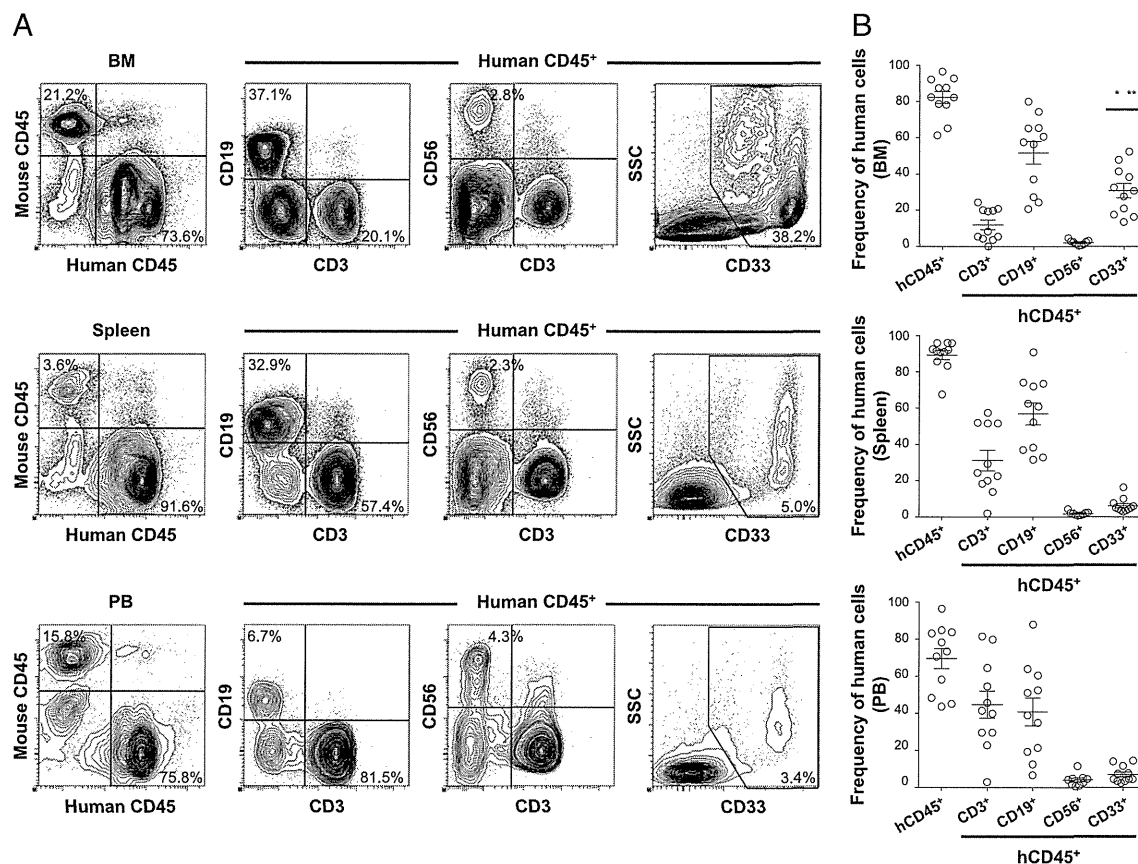 A
B
BM
Human CD45⁺
21.2%
73.6%
Mouse CD45
Human CD45
37.1%
20.1%
CD19
CD3
2.8%
CD56
CD3
38.2%
SSC
CD33
Frequency of human cells
(BM)
100
80
60
40
20
0
* **
hCD45⁺
CD3⁺
CD19⁺
CD56⁺
CD33⁺
hCD45⁺
Spleen
Human CD45⁺
3.6%
91.6%
Mouse CD45
Human CD45
32.9%
57.4%
CD19
CD3
2.3%
CD56
CD3
5.0%
SSC
CD33
Frequency of human cells
(Spleen)
100
80
60
40
20
0
hCD45⁺
CD3⁺
CD19⁺
CD56⁺
CD33⁺
hCD45⁺
PB
Human CD45⁺
15.8%
75.8%
Mouse CD45
Human CD45
6.7%
81.5%
CD19
CD3
4.3%
CD56
CD3
3.4%
SSC
CD33
Frequency of human cells
(PB)
100
80
60
40
20
0
hCD45⁺
CD3⁺
CD19⁺
CD56⁺
CD33⁺
hCD45⁺